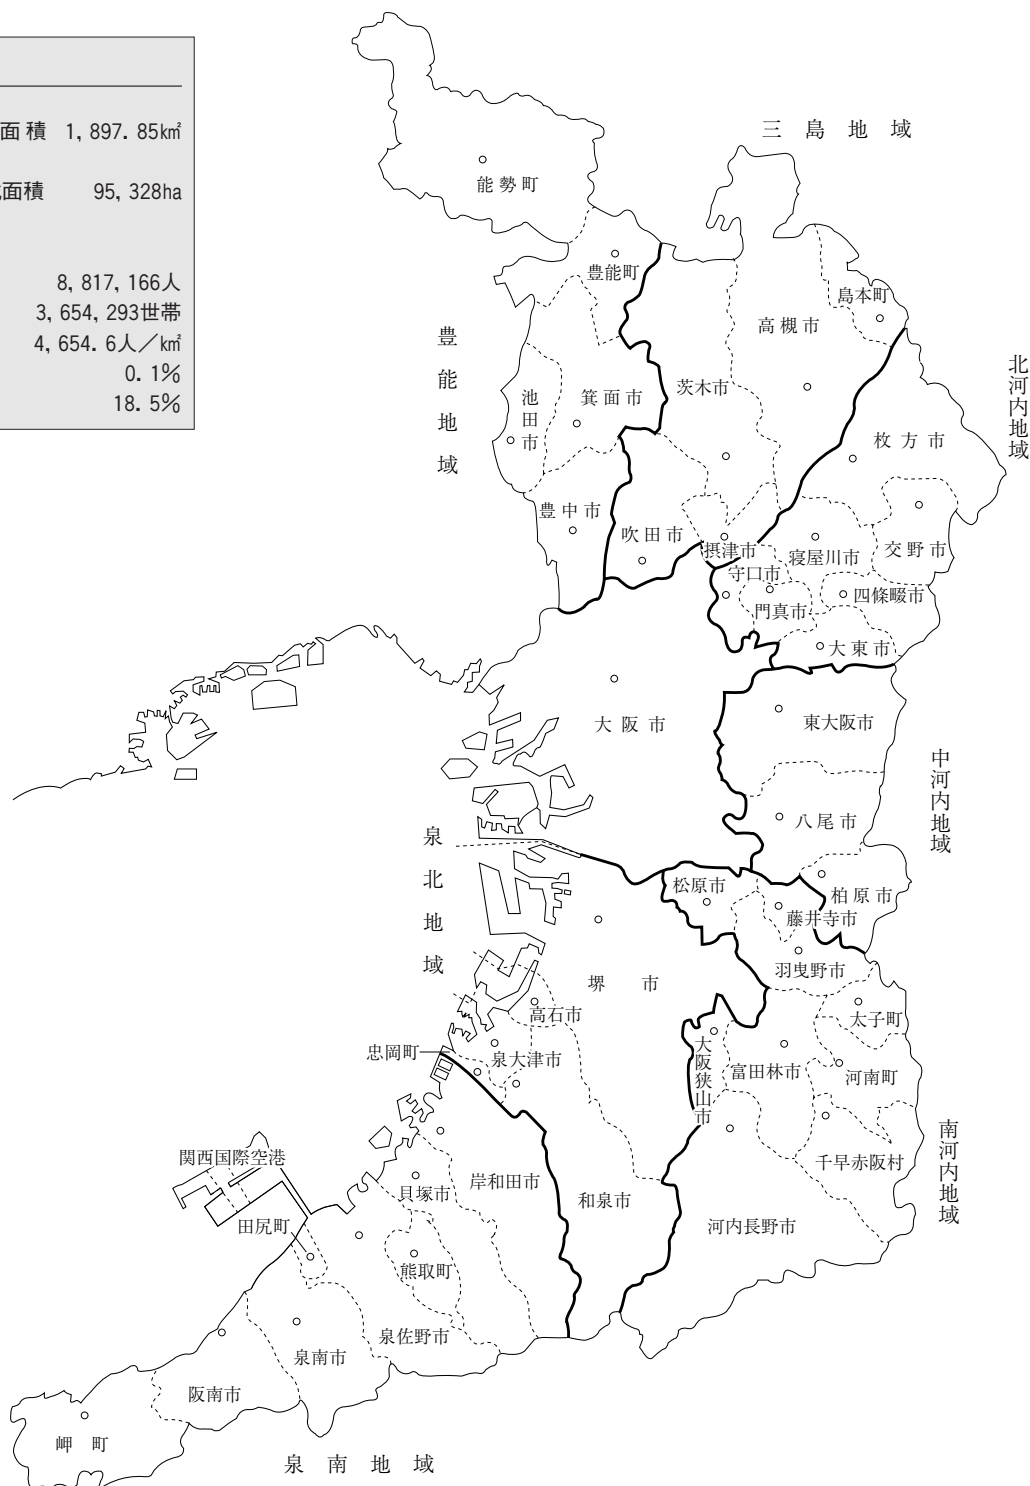 面積 1,897.85㎢
面積 95,328ha
8,817,166人
3,654,293世帯
4,654.6人／㎢
0.1％
18.5％
三島地域
能勢町
豊能町
島本町
高槻市
豊能地域
北河内地域
茨木市
箕面市
池田市
枚方市
豊中市
吹田市
摂津市
寝屋川市
交野市
守口市
四條畷市
門真市
大東市
大阪市
東大阪市
中河内地域
八尾市
泉北地域
松原市
柏原市
藤井寺市
羽曳野市
堺市
高石市
太子町
忠岡町
泉大津市
大阪狭山市
富田林市
河南町
南河内地域
関西国際空港
千早赤阪村
岸和田市
貝塚市
和泉市
田尻町
河内長野市
熊取町
泉佐野市
泉南市
阪南市
岬町
泉南地域